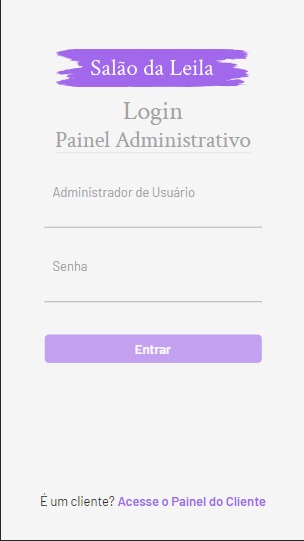 Salão da Leila
Login
Painel Administrativo
Administrador de Usuário
Senha
Entrar
É um cliente? Acesse o Painel do Cliente